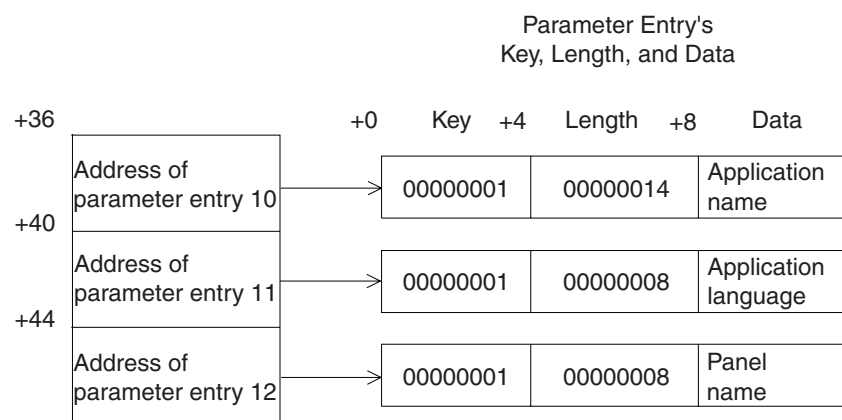 Parameter Entry's
Key, Length, and Data
+36
+0 Key +4 Length +8 Data
Address of
parameter entry 10
00000001 00000014 Application
name
+40
Address of
parameter entry 11
00000001 00000008 Application
language
+44
Address of
parameter entry 12
00000001 00000008 Panel
name